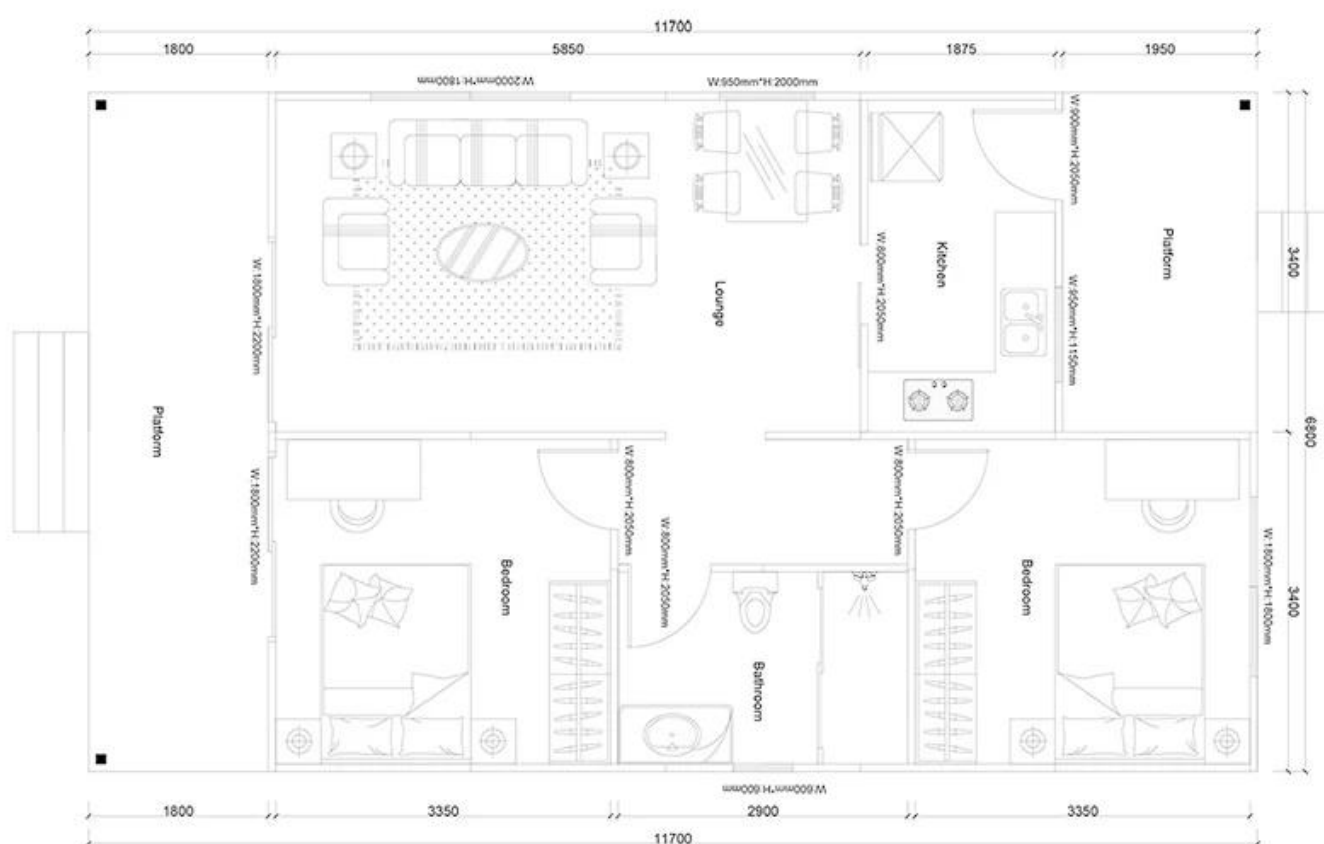 11700
1800
5850
1875
1950
W:2000mm*H:1800mm
W:950mm*H:2000mm
W:900mm*H:2050mm
Kitchen
Platform
3400
W:800mm*H:2050mm
W:1800mm*H:2200mm
Lounge
W:950mm*H:1150mm
Platform
6800
W:1800mm*H:2200mm
W:800mm*H:2050mm
W:800mm*H:2050mm
W:800mm*H:2050mm
Bedroom
Bedroom
W:1800mm*H:1800mm
3400
Bathroom
W:600mm*H:600mm
1800
3350
2900
3350
11700